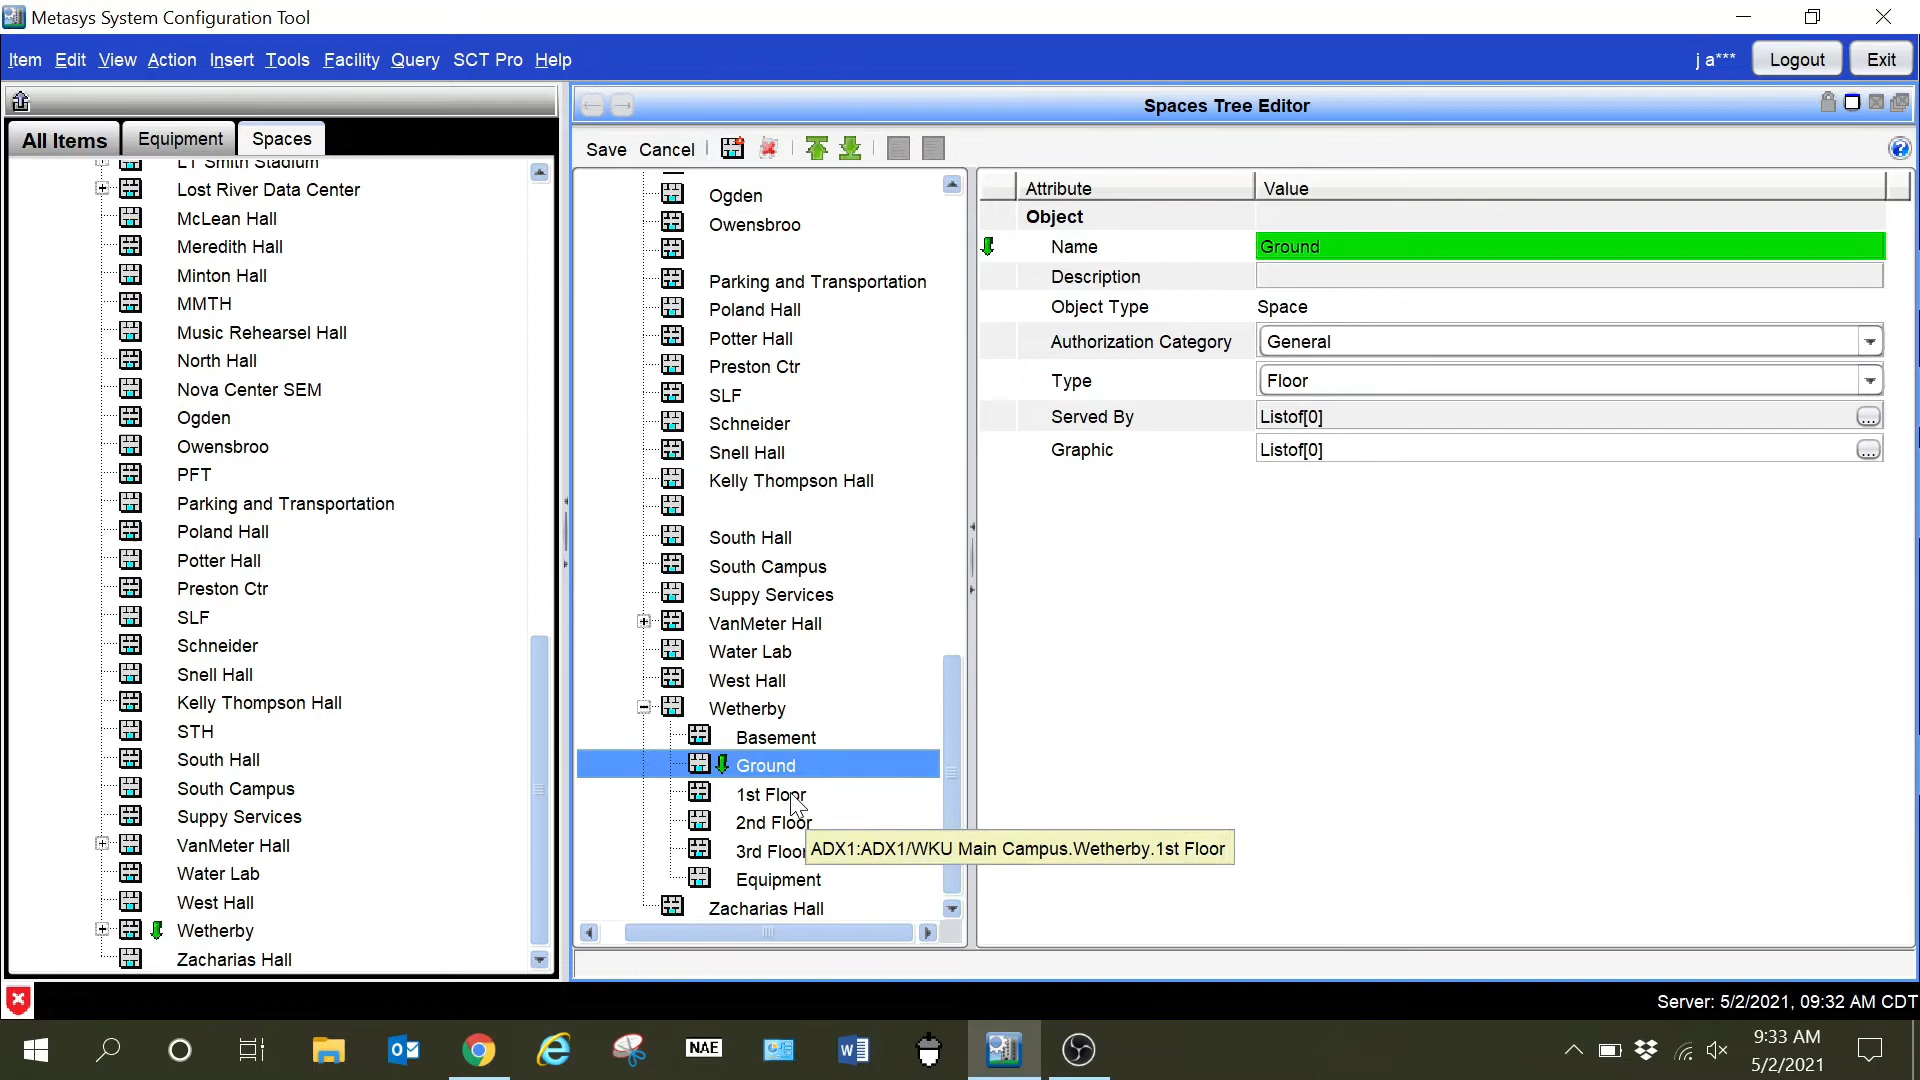 Metasys System Configuration Tool
Item Edit View Action Insert Tools Facility Query SCT Pro Help
j a*** Logout Exit
All Items Equipment Spaces
LT Smith Stadium
Lost River Data Center
McLean Hall
Meredith Hall
Minton Hall
MMTH
Music Rehearsel Hall
North Hall
Nova Center SEM
Ogden
Owensbroo
PFT
Parking and Transportation
Poland Hall
Potter Hall
Preston Ctr
SLF
Schneider
Snell Hall
Kelly Thompson Hall
STH
South Hall
South Campus
Suppy Services
VanMeter Hall
Water Lab
West Hall
Wetherby
Zacharias Hall
Spaces Tree Editor
Save Cancel
Ogden
Owensbroo
Parking and Transportation
Poland Hall
Potter Hall
Preston Ctr
SLF
Schneider
Snell Hall
Kelly Thompson Hall
South Hall
South Campus
Suppy Services
VanMeter Hall
Water Lab
West Hall
Wetherby
Basement
Ground
1st Floor
2nd Floor
3rd Floor
Equipment
Zacharias Hall
ADX1:ADX1/WKU Main Campus.Wetherby.1st Floor
Attribute Value
Object
Name Ground
Description
Object Type Space
Authorization Category General
Type Floor
Served By Listof[0] ...
Graphic Listof[0] ...
Server: 5/2/2021, 09:32 AM CDT
NAE
9:33 AM
5/2/2021